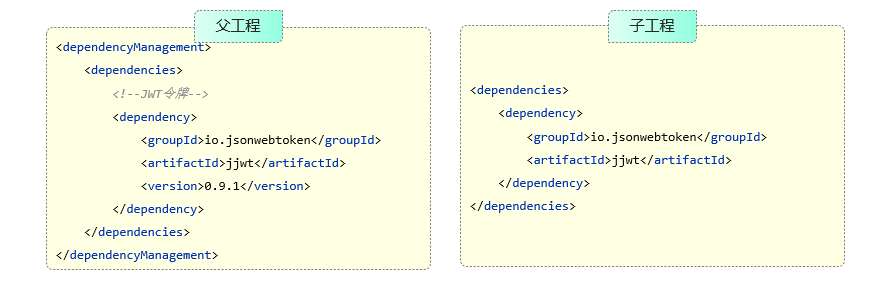 父工程
<dependencyManagement>
    <dependencies>
        <!--JWT令牌-->
        <dependency>
            <groupId>io.jsonwebtoken</groupId>
            <artifactId>jjwt</artifactId>
            <version>0.9.1</version>
        </dependency>
    </dependencies>
</dependencyManagement>
子工程
<dependencies>
    <dependency>
        <groupId>io.jsonwebtoken</groupId>
        <artifactId>jjwt</artifactId>
    </dependency>
</dependencies>